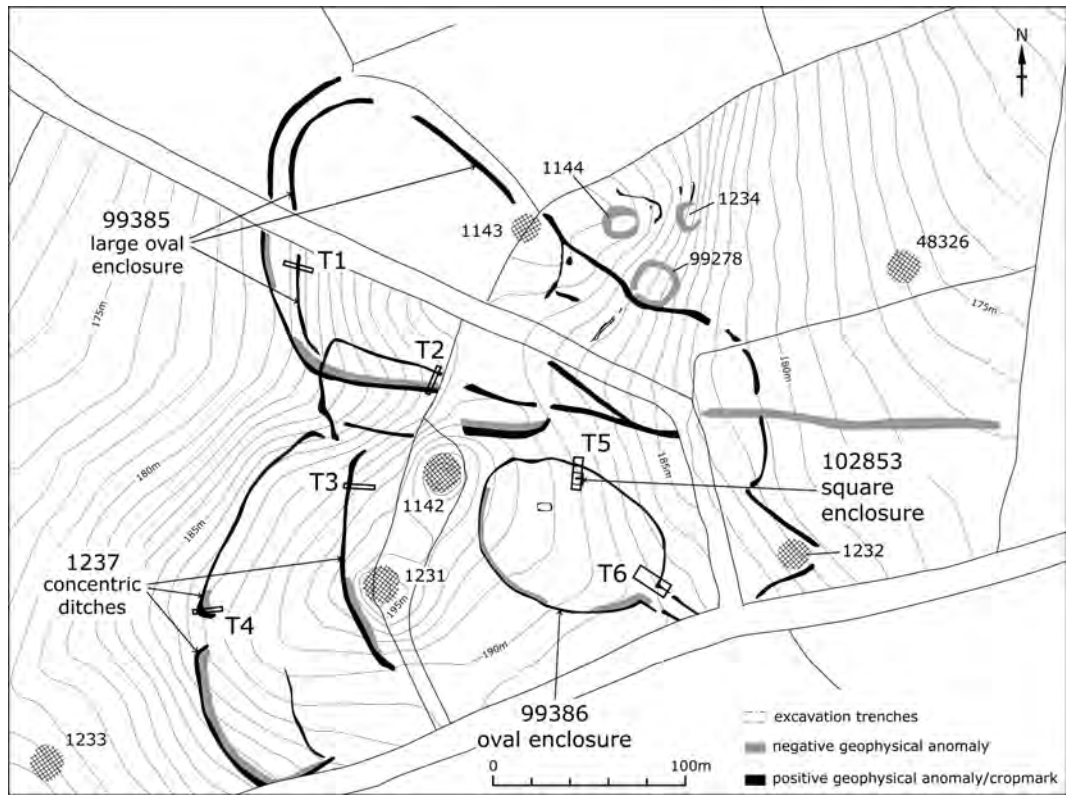 N
1144
1234
99385
large oval
enclosure
1143
48326
99278
T1
175m
175m
T2
180m
T5
185m
102853
square
enclosure
180m
T3
1142
185m
1237
concentric
ditches
1231
T6
1232
195m
T4
190m
1233
99386
oval enclosure
0
100m
excavation trenches
negative geophysical anomaly
positive geophysical anomaly/cropmark